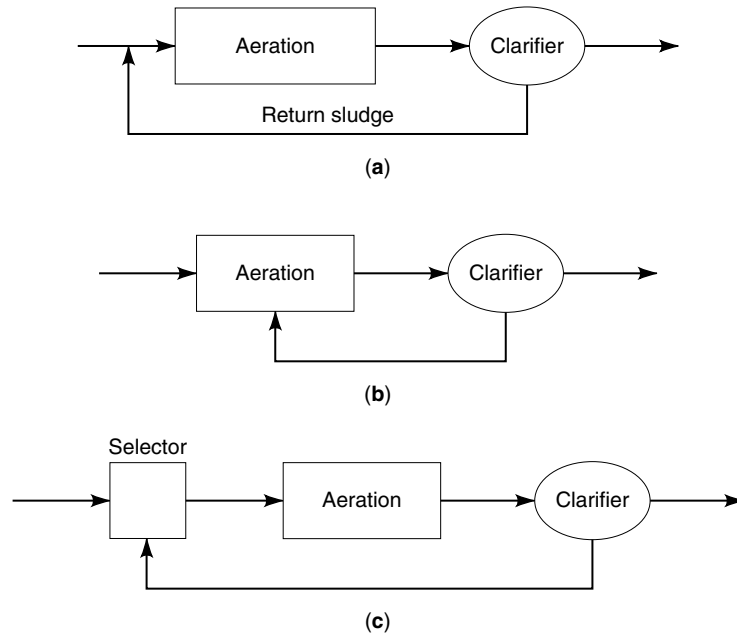 Aeration
Clarifier
Return sludge
(a)
Aeration
Clarifier
(b)
Selector
Aeration
Clarifier
(c)